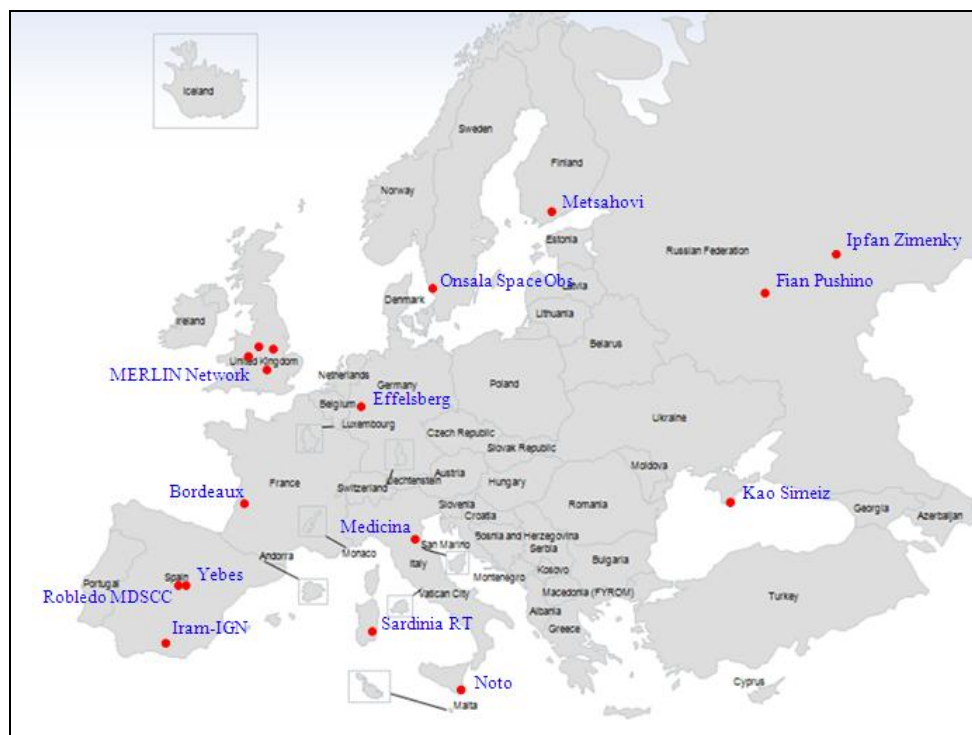 Iceland
Sweden
Finland
Norway
Metsahovi
Estonia
Ipfan Zimenky
Russian Federation
Onsala SpaceObs
Fian Pushino
Latvia
Denmark
Lithuania
Ireland
Belarus
United Kingdom
MERLIN Network
Netherlands
Germany
Poland
Effelsberg
Belgium
Ukraine
Luxembourg
Czech Republic
Slovak Republic
Moldova
Austria
France
Switzerland
Liechtenstein
Hungary
Bordeaux
Kao Simeiz
Slovenia
Romania
Georgia
Croatia
Azerbaljan
Medicina
San Marino
Bosnia and Herzegovina
Serbia
Monaco
Andorra
Italy
Bulgaria
Kosovo
Yebes
Spain
Portugal
Montenegro
Robledo MDSCC
Vatican City
Macedonia (FYROM)
Turkey
Albania
Iram-IGN
Sardinia RT
Greece
Noto
Cyprus
Malta